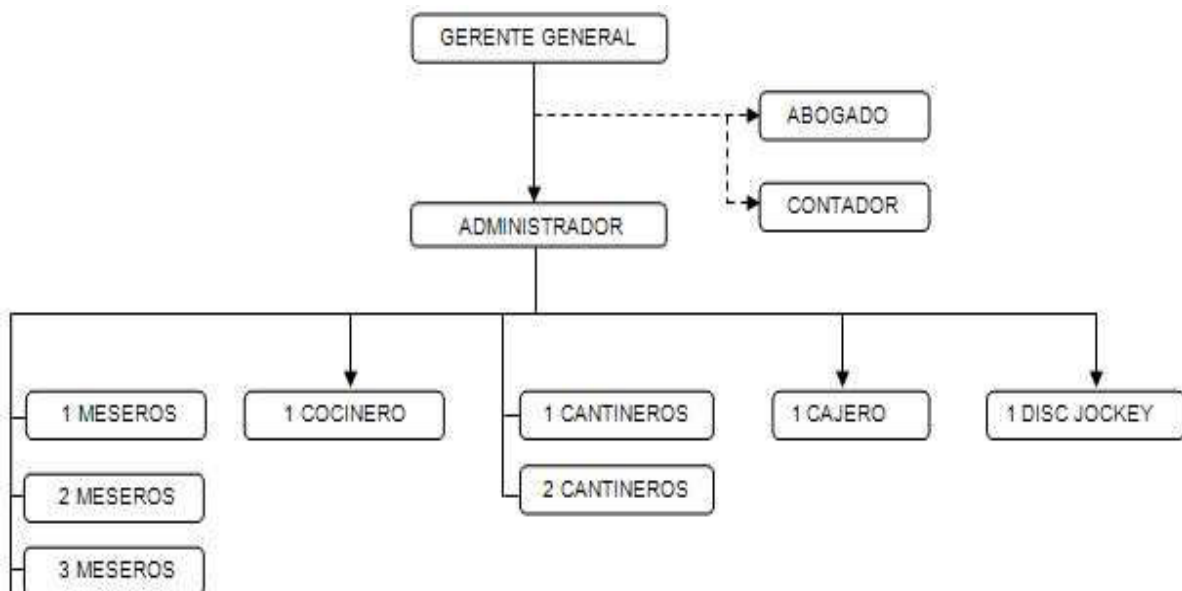 GERENTE GENERAL
ABOGADO
CONTADOR
ADMINISTRADOR
1 MESEROS
1 COCINERO
1 CANTINEROS
1 CAJERO
1 DISC JOCKEY
2 MESEROS
2 CANTINEROS
3 MESEROS